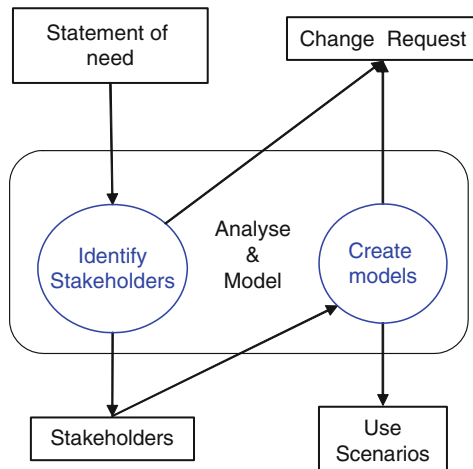 Statement of
need
Change Request
Identify
Stakeholders
Analyse
&
Model
Create
models
Stakeholders
Use
Scenarios